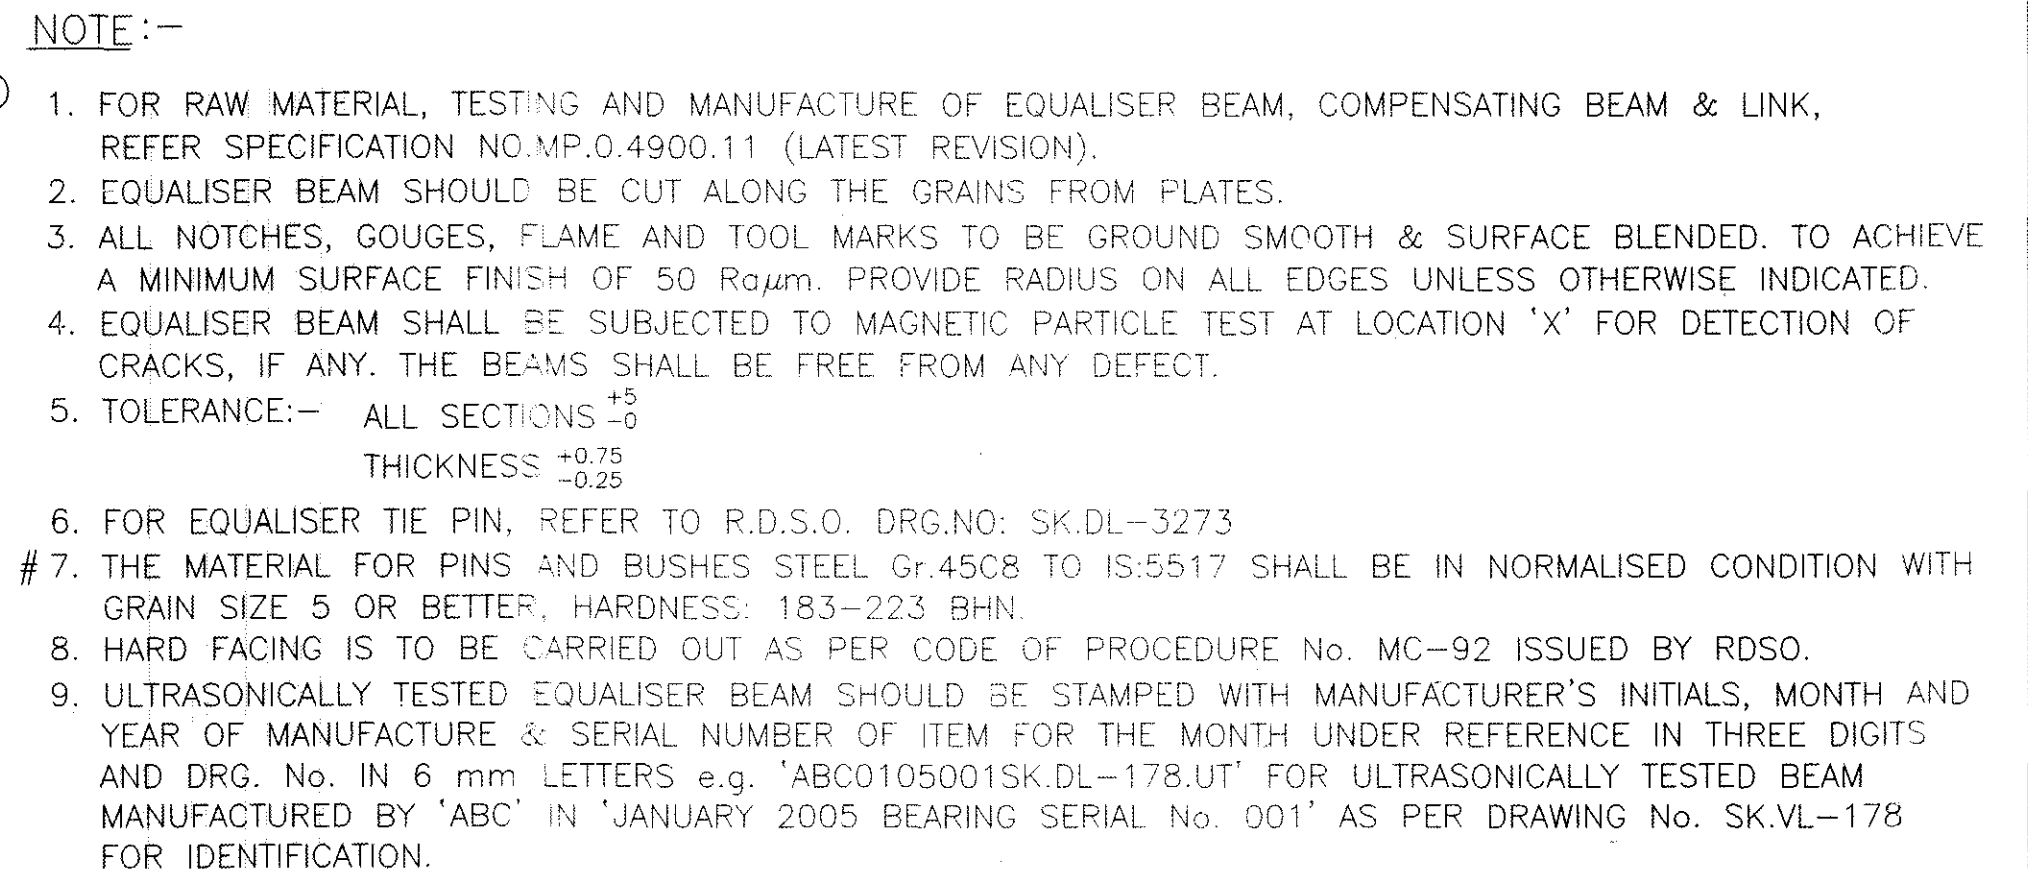 NOTE:-
1. FOR RAW MATERIAL, TESTING AND MANUFACTURE OF EQUALISER BEAM, COMPENSATING BEAM & LINK,
REFER SPECIFICATION NO.MP.0.4900.11 (LATEST REVISION).
2. EQUALISER BEAM SHOULD BE CUT ALONG THE GRAINS FROM PLATES.
3. ALL NOTCHES, GOUGES, FLAME AND TOOL MARKS TO BE GROUND SMOOTH & SURFACE BLENDED. TO ACHIEVE
A MINIMUM SURFACE FINISH OF 50 Raμm. PROVIDE RADIUS ON ALL EDGES UNLESS OTHERWISE INDICATED.
4. EQUALISER BEAM SHALL BE SUBJECTED TO MAGNETIC PARTICLE TEST AT LOCATION 'X' FOR DETECTION OF
CRACKS, IF ANY. THE BEAMS SHALL BE FREE FROM ANY DEFECT.
5. TOLERANCE:- ALL SECTIONS +5 -0
THICKNESS +0.75 -0.25
6. FOR EQUALISER TIE PIN, REFER TO R.D.S.O. DRG.NO: SK.DL-3273
# 7. THE MATERIAL FOR PINS AND BUSHES STEEL Gr.45C8 TO IS:5517 SHALL BE IN NORMALISED CONDITION WITH
GRAIN SIZE 5 OR BETTER, HARDNESS: 183-223 BHN.
8. HARD FACING IS TO BE CARRIED OUT AS PER CODE OF PROCEDURE No. MC-92 ISSUED BY RDSO.
9. ULTRASONICALLY TESTED EQUALISER BEAM SHOULD BE STAMPED WITH MANUFACTURER'S INITIALS, MONTH AND
YEAR OF MANUFACTURE & SERIAL NUMBER OF ITEM FOR THE MONTH UNDER REFERENCE IN THREE DIGITS
AND DRG. No. IN 6 mm LETTERS e.g. 'ABC0105001SK.DL-178.UT' FOR ULTRASONICALLY TESTED BEAM
MANUFACTURED BY 'ABC' IN 'JANUARY 2005 BEARING SERIAL No. 001' AS PER DRAWING No. SK.VL-178
FOR IDENTIFICATION.